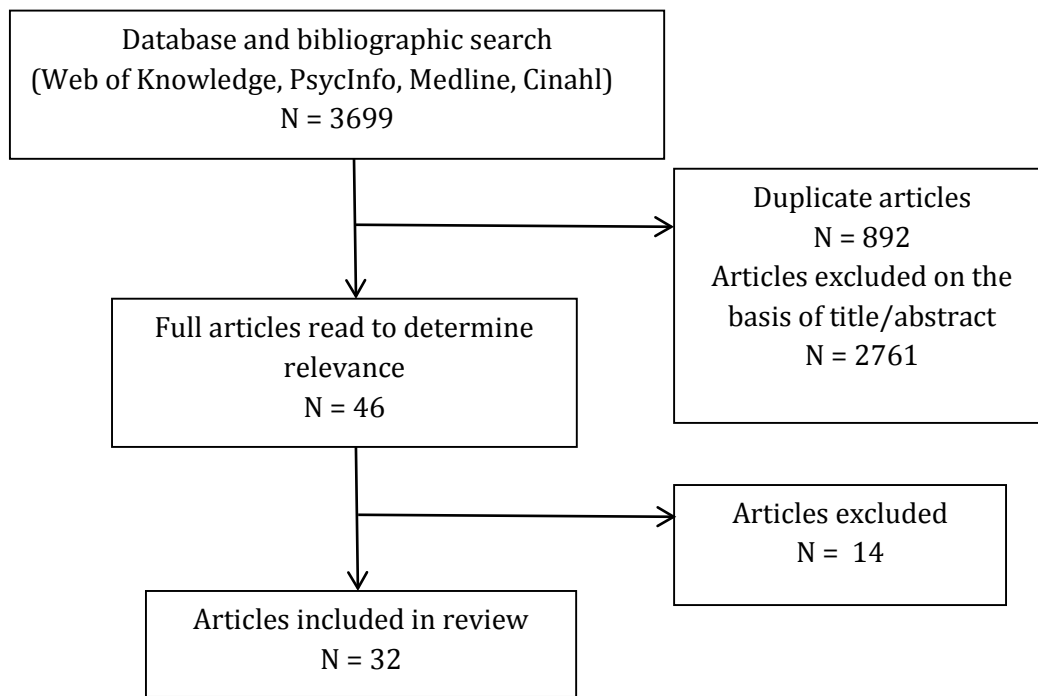 Database and bibliographic search
(Web of Knowledge, PsycInfo, Medline, Cinahl)
N = 3699
Duplicate articles
N = 892
Articles excluded on the
basis of title/abstract
N = 2761
Full articles read to determine
relevance
N = 46
Articles excluded
N =  14
Articles included in review
N = 32